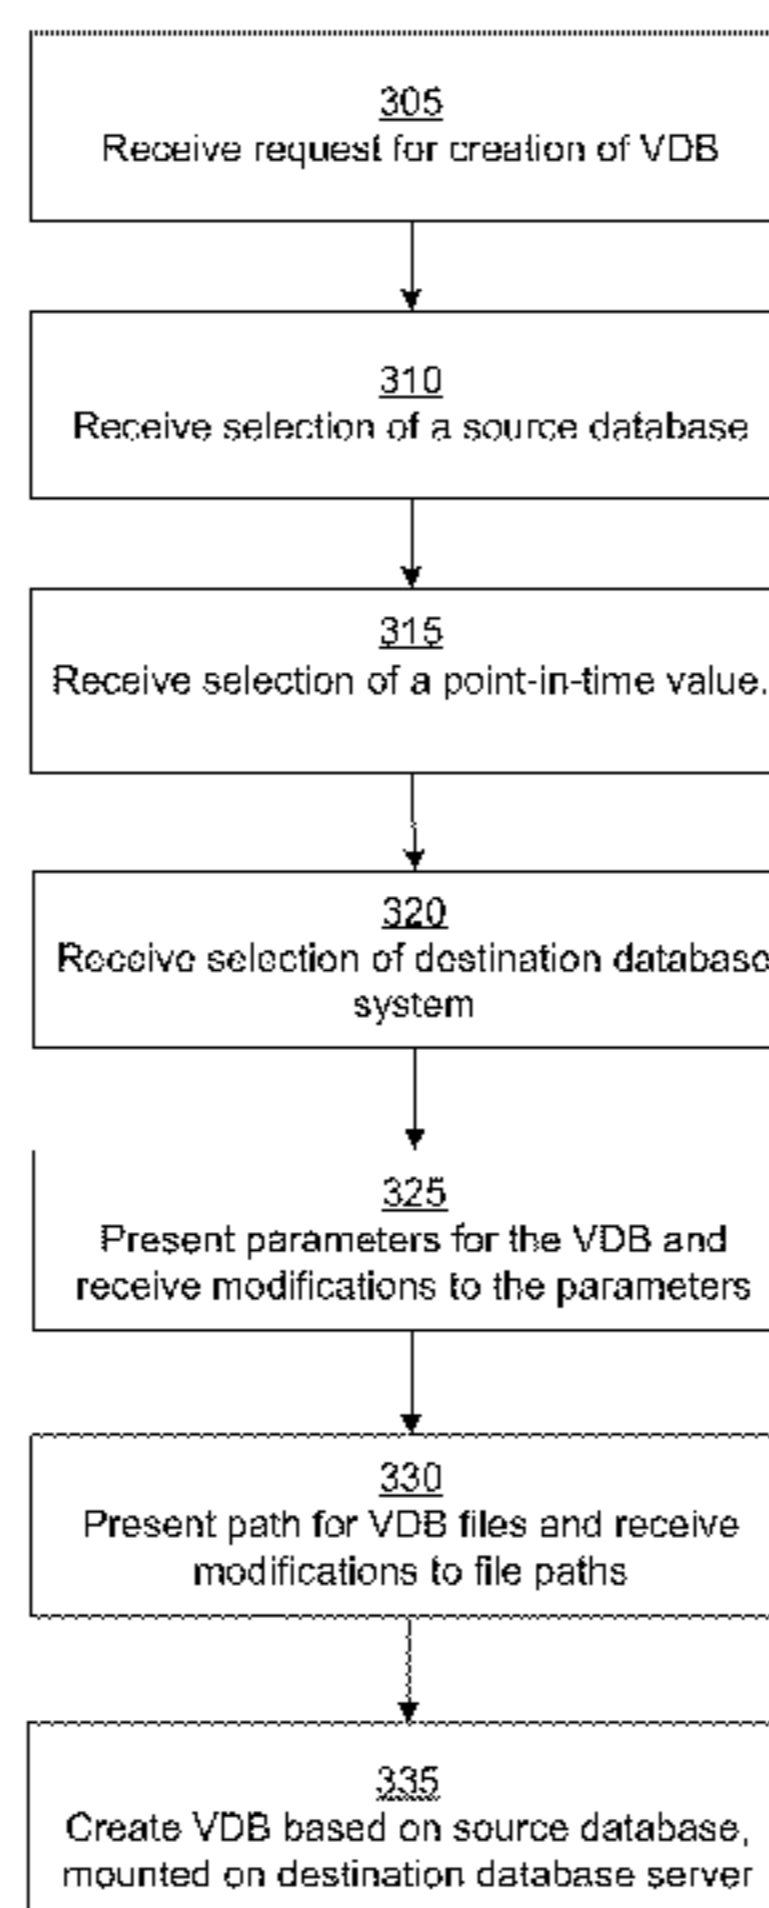 305
Receive request for creation of VDB
310
Receive selection of a source database
315
Receive selection of a point-in-time value.
320
Receive selection of destination database
system
325
Present parameters for the VDB and
receive modifications to the parameters
330
Present path for VDB files and receive
modifications to file paths
335
Create VDB based on source database,
mounted on destination database server